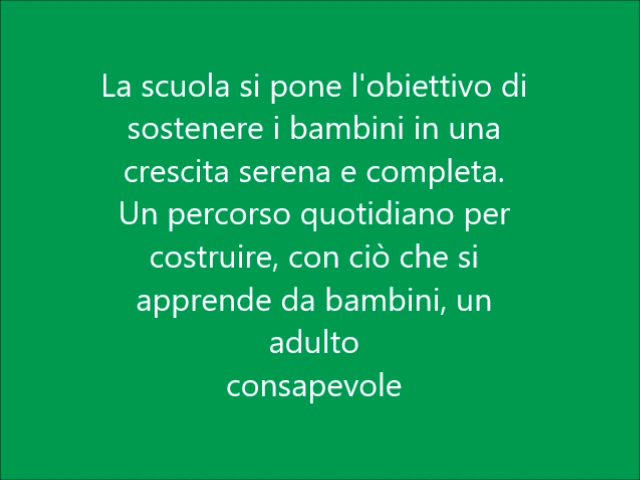 La scuola si pone l'obiettivo di
sostenere i bambini in una
crescita serena e completa.
Un percorso quotidiano per
costruire, con ciò che si
apprende da bambini, un
adulto
consapevole